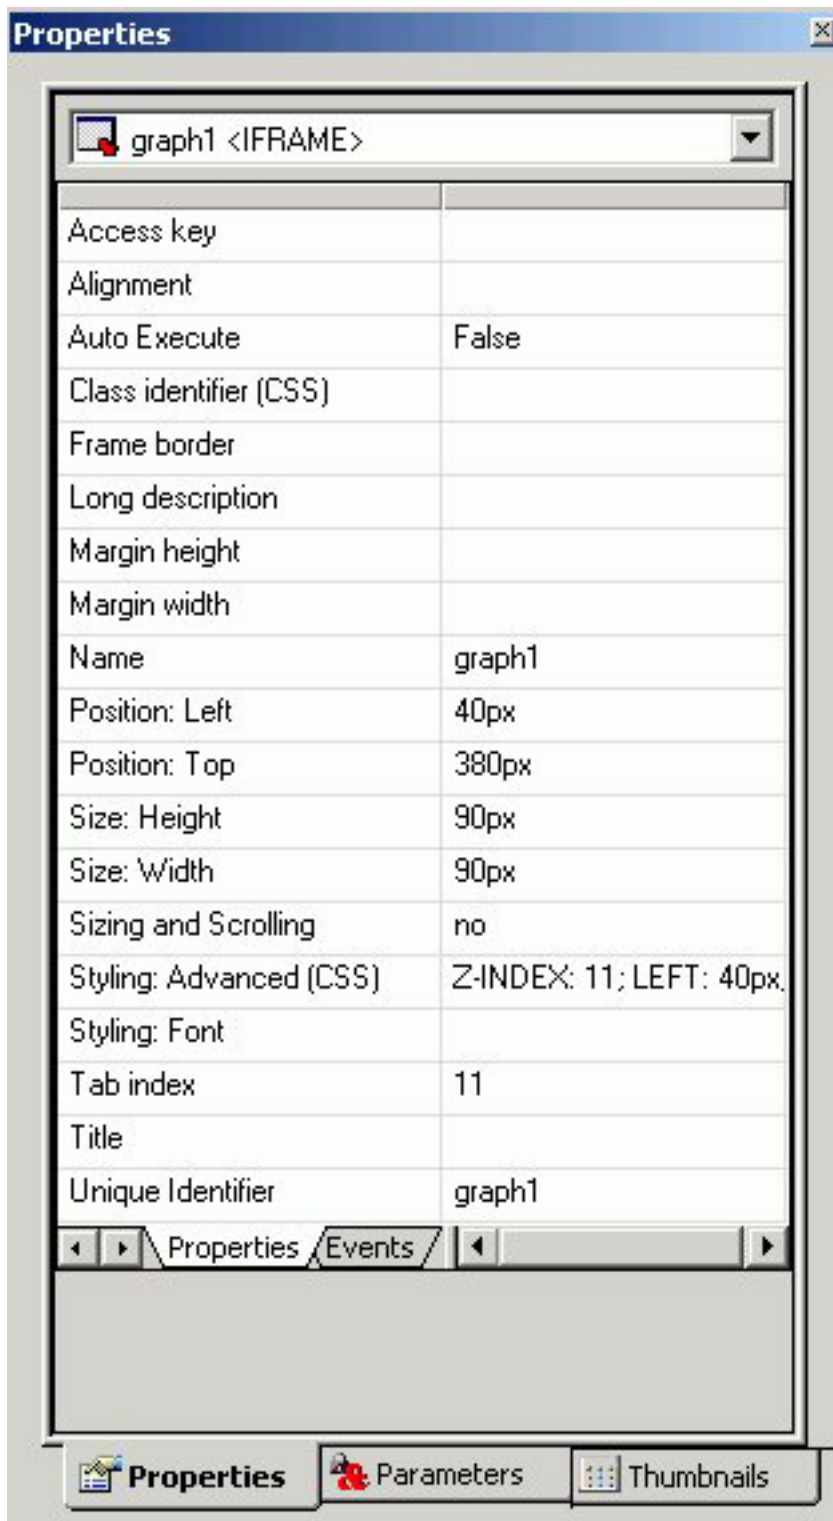 Properties
graph1 <IFRAME>
Access key
Alignment
Auto Execute False
Class identifier (CSS)
Frame border
Long description
Margin height
Margin width
Name graph1
Position: Left 40px
Position: Top 380px
Size: Height 90px
Size: Width 90px
Sizing and Scrolling no
Styling: Advanced (CSS) Z-INDEX: 11; LEFT: 40px;
Styling: Font
Tab index 11
Title
Unique Identifier graph1
Properties Events
Properties Parameters Thumbnails